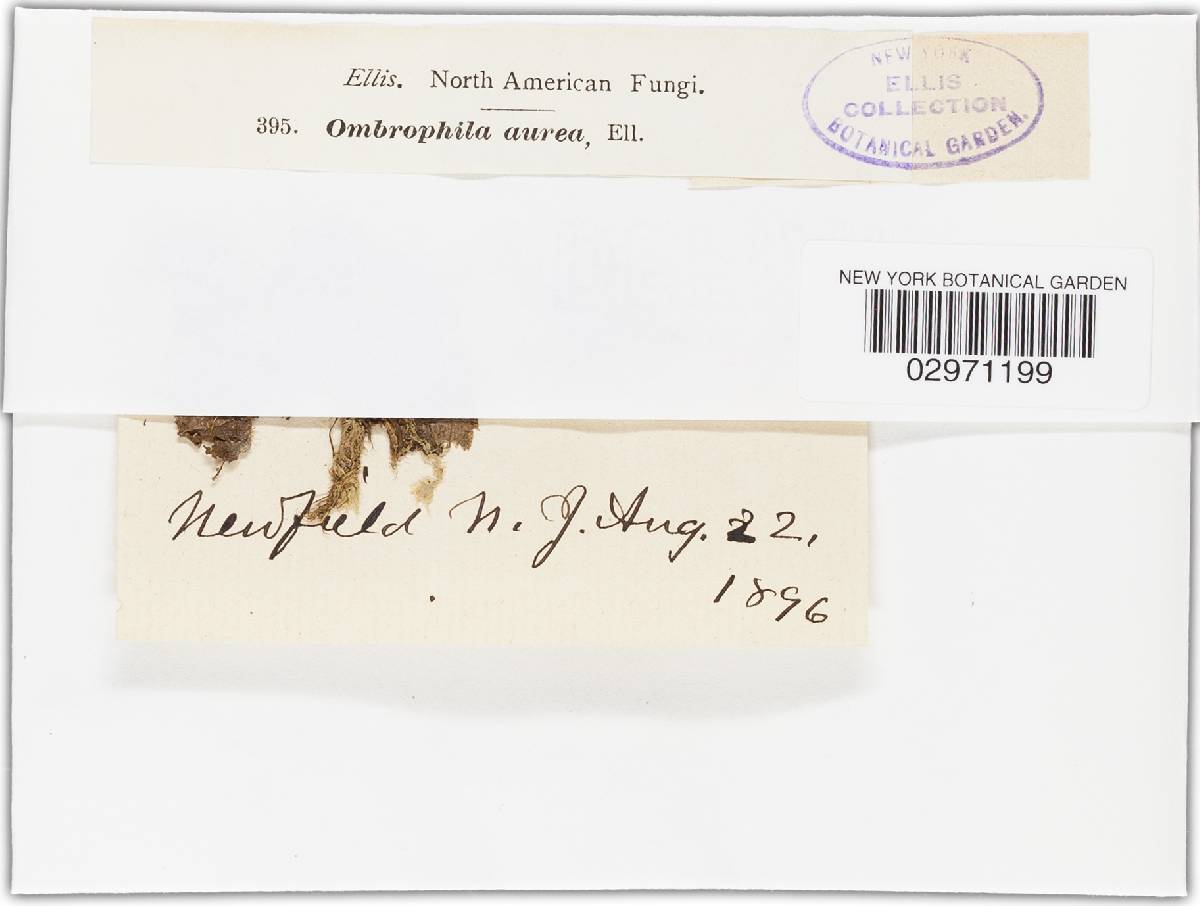 Ellis. North American Fungi.
395. Ombrophila aurea, Ell.
NEW YORK
ELLIS
COLLECTION
BOTANICAL GARDEN.
NEW YORK BOTANICAL GARDEN
02971199
Newfield N. J. Aug. 22,
1896